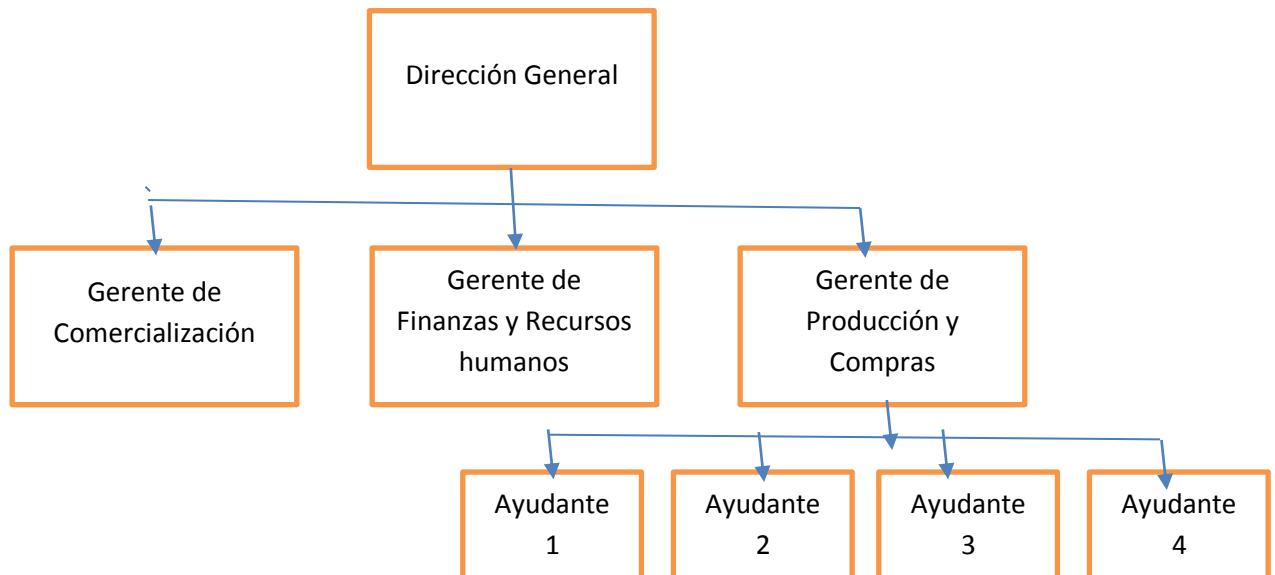 Dirección General
Gerente de
Comercialización
Gerente de
Finanzas y Recursos
humanos
Gerente de
Producción y
Compras
Ayudante
1
Ayudante
2
Ayudante
3
Ayudante
4